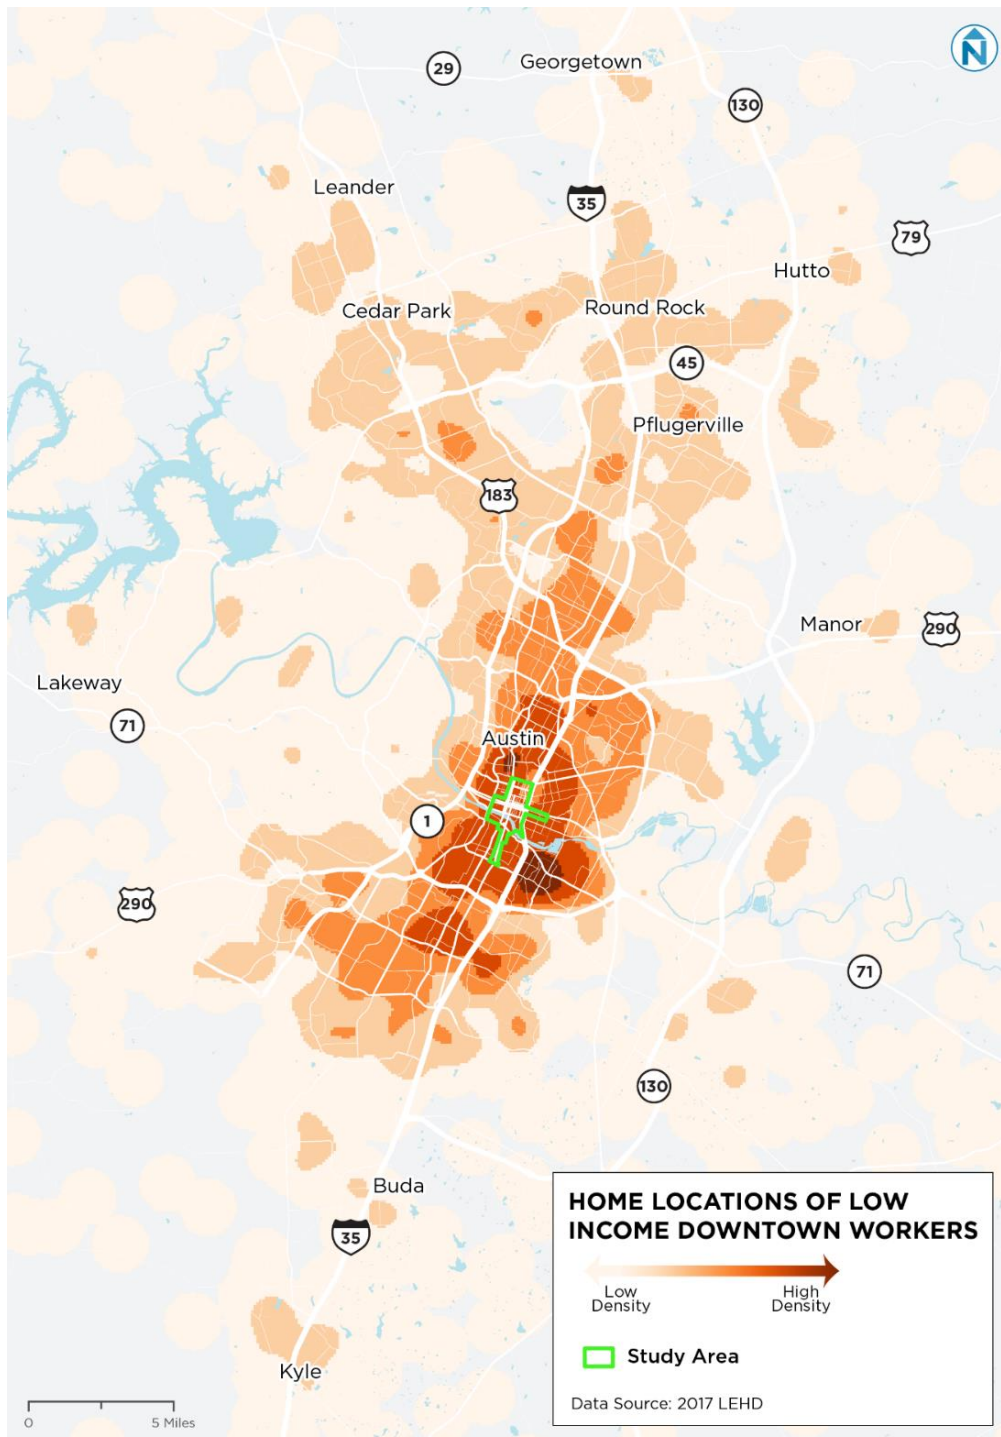 N
Georgetown
29
130
Leander
35
79
Hutto
Cedar Park
Round Rock
45
Pflugerville
183
Manor
290
Lakeway
71
Austin
1
290
71
130
Buda
35
Kyle
HOME LOCATIONS OF LOW
INCOME DOWNTOWN WORKERS
Low
Density
High
Density
Study Area
Data Source: 2017 LEHD
0
5 Miles